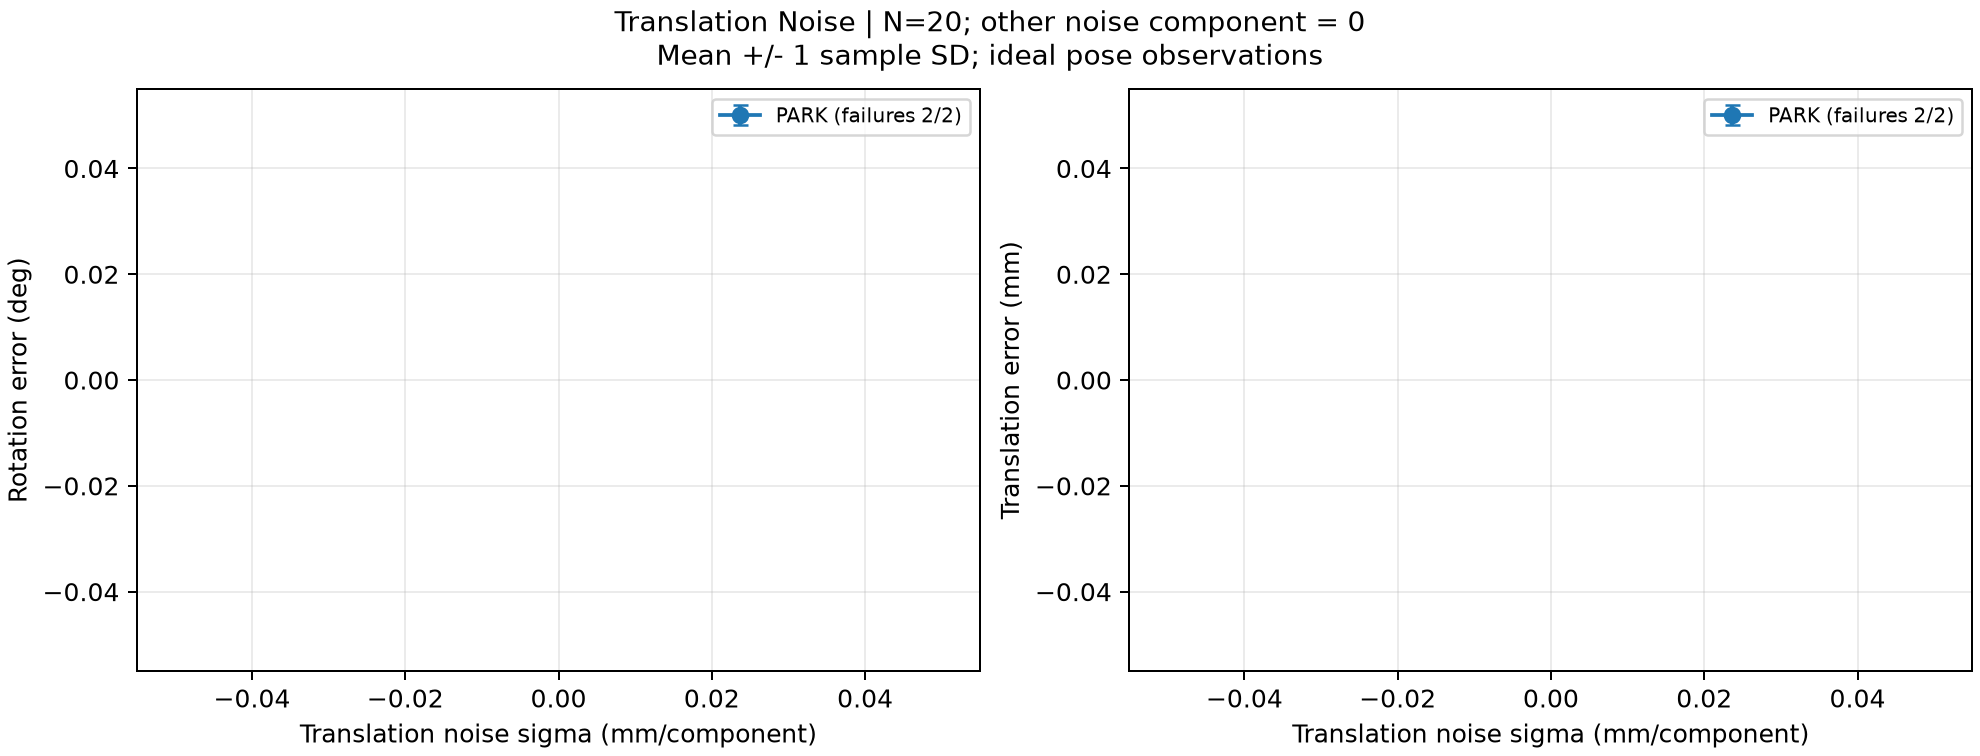 Translation Noise | N=20; other noise component = 0
Mean +/- 1 sample SD; ideal pose observations
PARK (failures 2/2)
Rotation error (deg)
0.04
0.02
0.00
−0.02
−0.04
−0.04
−0.02
0.00
0.02
0.04
Translation noise sigma (mm/component)
PARK (failures 2/2)
Translation error (mm)
0.04
0.02
0.00
−0.02
−0.04
−0.04
−0.02
0.00
0.02
0.04
Translation noise sigma (mm/component)